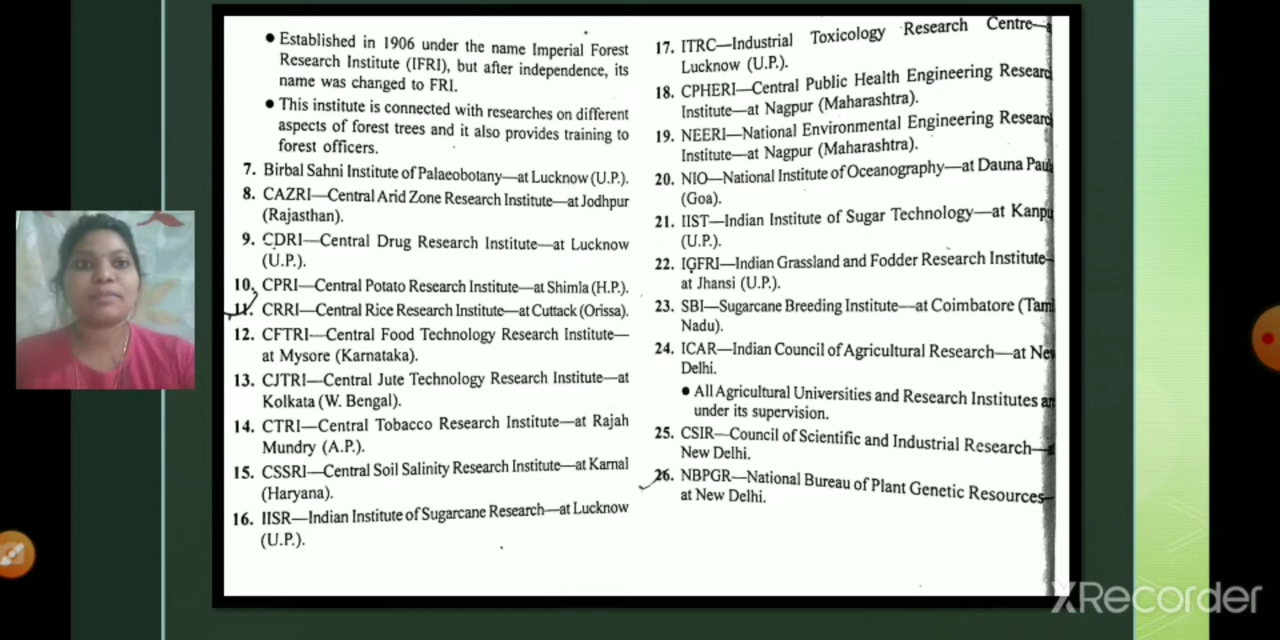 • Established in 1906 under the name Imperial Forest
Research Institute (IFRI), but after independence, its
name was changed to FRI.
• This institute is connected with researches on different
aspects of forest trees and it also provides training to
forest officers.
7. Birbal Sahni Institute of Palaeobotany—at Lucknow (U.P.).
8. CAZRI—Central Arid Zone Research Institute—at Jodhpur
(Rajasthan).
9. CDRI—Central Drug Research Institute—at Lucknow
(U.P.).
10. CPRI—Central Potato Research Institute—at Shimla (H.P.).
11. CRRI—Central Rice Research Institute—at Cuttack (Orissa).
12. CFTRI—Central Food Technology Research Institute—
at Mysore (Karnataka).
13. CJTRI—Central Jute Technology Research Institute—at
Kolkata (W. Bengal).
14. CTRI—Central Tobacco Research Institute—at Rajah
Mundry (A.P.).
15. CSSRI—Central Soil Salinity Research Institute—at Karnal
(Haryana).
16. IISR—Indian Institute of Sugarcane Research—at Lucknow
(U.P.).
17. ITRC—Industrial Toxicology Research Centre—
Lucknow (U.P.).
18. CPHERI—Central Public Health Engineering Researc
Institute—at Nagpur (Maharashtra).
19. NEERI—National Environmental Engineering Researc
Institute—at Nagpur (Maharashtra).
20. NIO—National Institute of Oceanography—at Dauna Pau
(Goa).
21. IIST—Indian Institute of Sugar Technology—at Kanpu
(U.P.).
22. IGFRI—Indian Grassland and Fodder Research Institute—
at Jhansi (U.P.).
23. SBI—Sugarcane Breeding Institute—at Coimbatore (Tami
Nadu).
24. ICAR—Indian Council of Agricultural Research—at Ne
Delhi.
• All Agricultural Universities and Research Institutes
under its supervision.
25. CSIR—Council of Scientific and Industrial Research—
New Delhi.
26. NBPGR—National Bureau of Plant Genetic Resources—
at New Delhi.
XRecorder